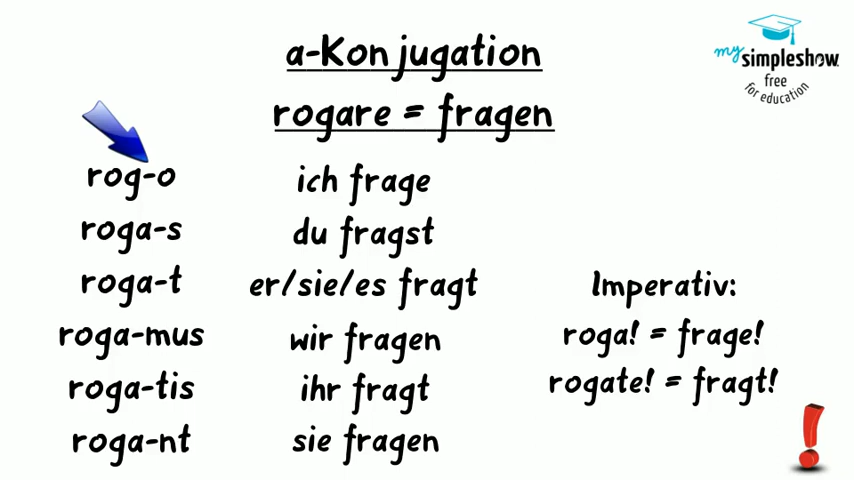 a-Konjugation
rogare = fragen
my simpleshow
free
for education
rog-o ich frage
roga-s du fragst
roga-t er/sie/es fragt
roga-mus wir fragen
roga-tis ihr fragt
roga-nt sie fragen
Imperativ:
roga! = frage!
rogate! = fragt!